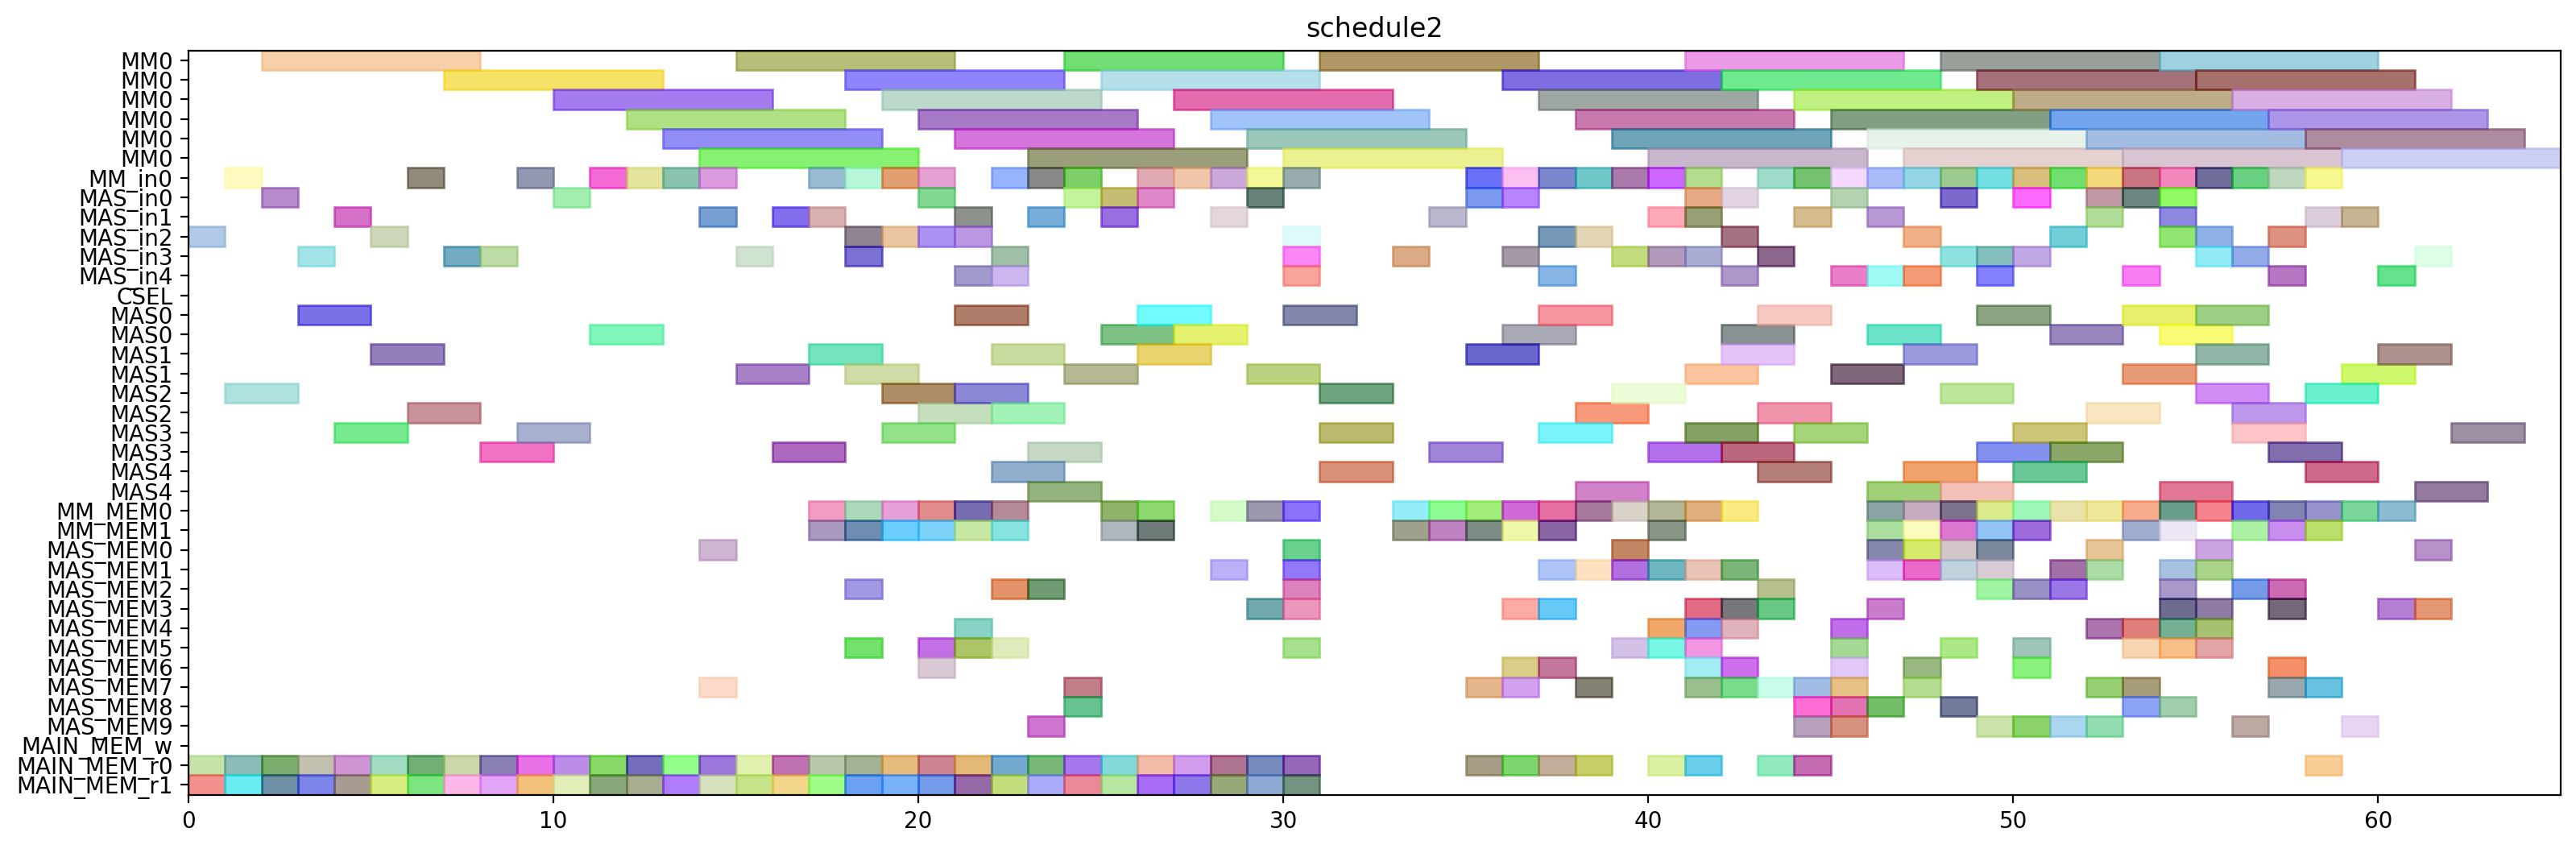 schedule2
MM0
MM0
MM0
MM0
MM0
MM0
MM_in0
MAS_in0
MAS_in1
MAS_in2
MAS_in3
MAS_in4
CSEL
MAS0
MAS0
MAS1
MAS1
MAS2
MAS2
MAS3
MAS3
MAS4
MAS4
MM_MEM0
MM_MEM1
MAS_MEM0
MAS_MEM1
MAS_MEM2
MAS_MEM3
MAS_MEM4
MAS_MEM5
MAS_MEM6
MAS_MEM7
MAS_MEM8
MAS_MEM9
MAIN_MEM_w
MAIN_MEM_r0
MAIN_MEM_r1
0 10 20 30 40 50 60